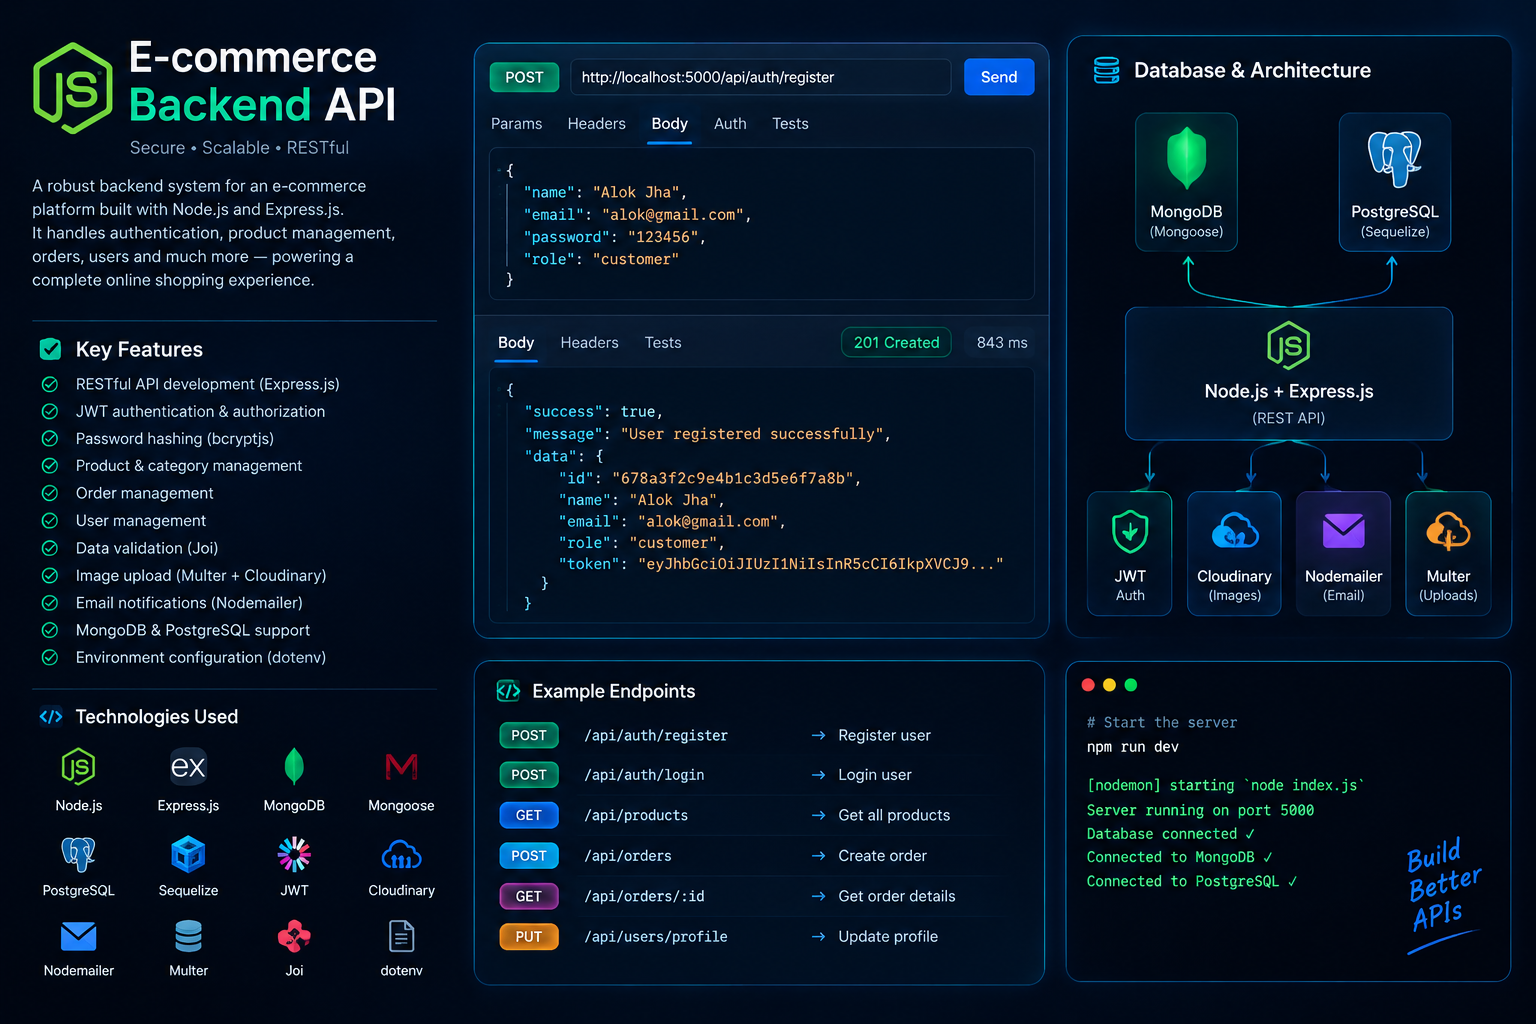 JS
E-commerce
Backend API
Secure • Scalable • RESTful
A robust backend system for an e-commerce
platform built with Node.js and Express.js.
It handles authentication, product management,
orders, users and much more — powering a
complete online shopping experience.
Key Features
RESTful API development (Express.js)
JWT authentication & authorization
Password hashing (bcryptjs)
Product & category management
Order management
User management
Data validation (Joi)
Image upload (Multer + Cloudinary)
Email notifications (Nodemailer)
MongoDB & PostgreSQL support
Environment configuration (dotenv)
</> Technologies Used
JS ex M
Node.js Express.js MongoDB Mongoose
PostgreSQL Sequelize JWT Cloudinary
Nodemailer Multer Joi dotenv
POST http://localhost:5000/api/auth/register Send
Params Headers Body Auth Tests
{
"name": "Alok Jha",
"email": "alok@gmail.com",
"password": "123456",
"role": "customer"
}
Body Headers Tests 201 Created 843 ms
{
"success": true,
"message": "User registered successfully",
"data": {
"id": "678a3f2c9e4b1c3d5e6f7a8b",
"name": "Alok Jha",
"email": "alok@gmail.com",
"role": "customer",
"token": "eyJhbGciOiJIUzI1NiIsInR5cCI6IkpXVCJ9..."
}
}
</> Example Endpoints
POST /api/auth/register → Register user
POST /api/auth/login → Login user
GET /api/products → Get all products
POST /api/orders → Create order
GET /api/orders/:id → Get order details
PUT /api/users/profile → Update profile
Database & Architecture
MongoDB PostgreSQL
(Mongoose) (Sequelize)
JS
Node.js + Express.js
(REST API)
JWT Cloudinary Nodemailer Multer
Auth (Images) (Email) (Uploads)
# Start the server
npm run dev
[nodemon] starting `node index.js`
Server running on port 5000
Database connected ✓
Connected to MongoDB ✓
Connected to PostgreSQL ✓
Build
Better
APIs